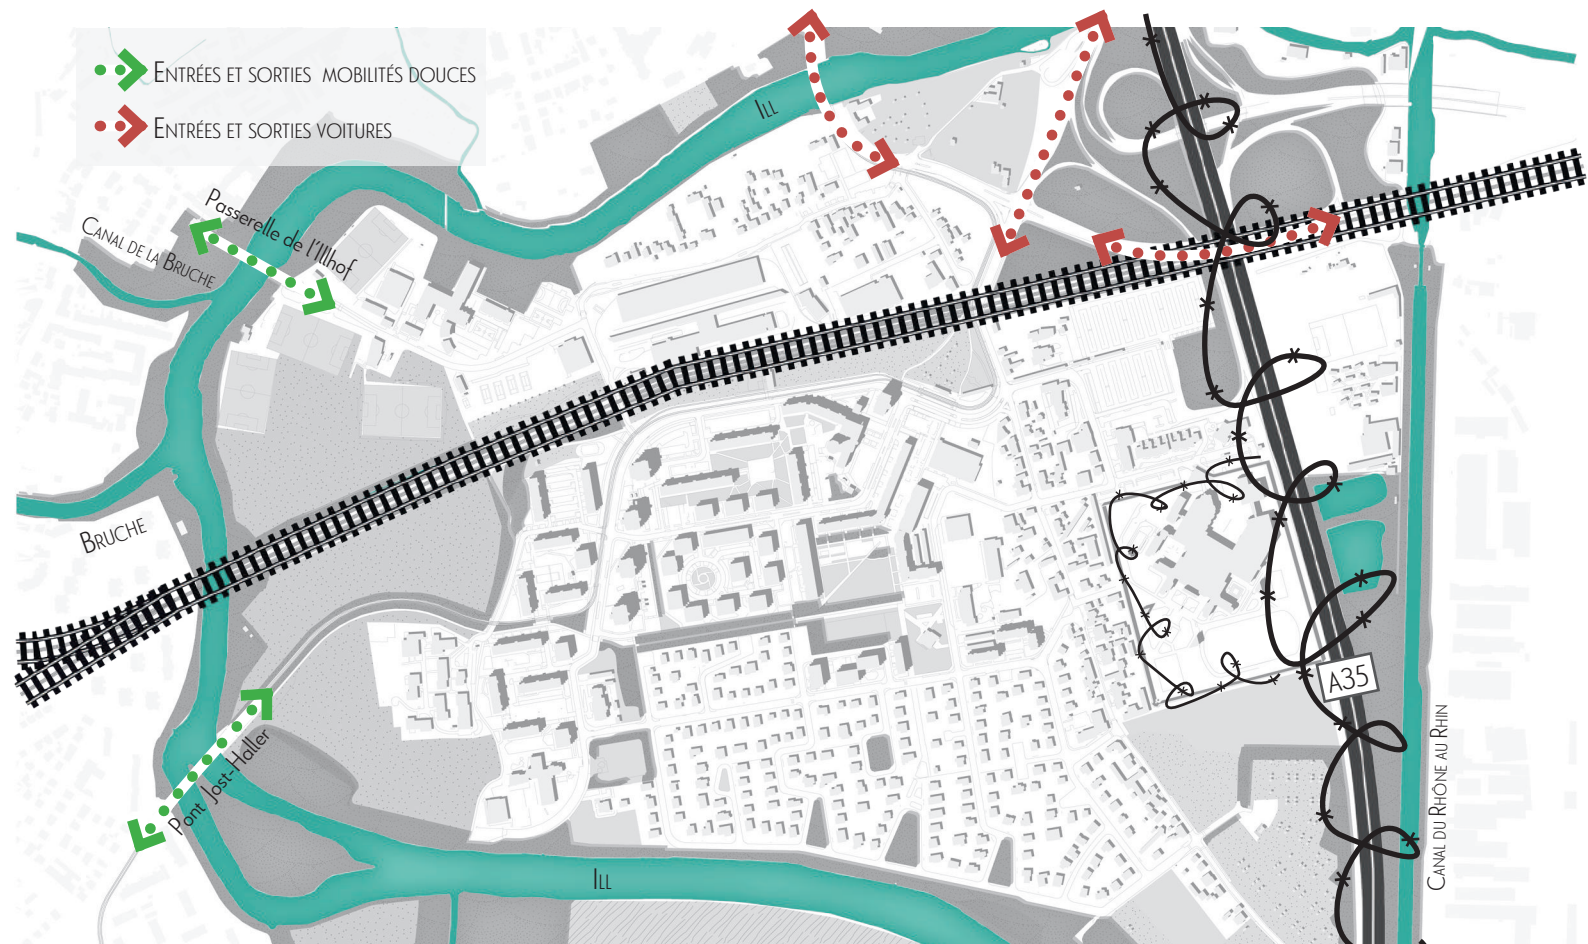 ENTRÉES ET SORTIES MOBILITÉS DOUCES
ENTRÉES ET SORTIES VOITURES
ILL
Passerelle de l'Illhof
CANAL DE LA BRUCHE
BRUCHE
A35
CANAL DU RHÔNE AU RHIN
Pont Jost-Haller
ILL